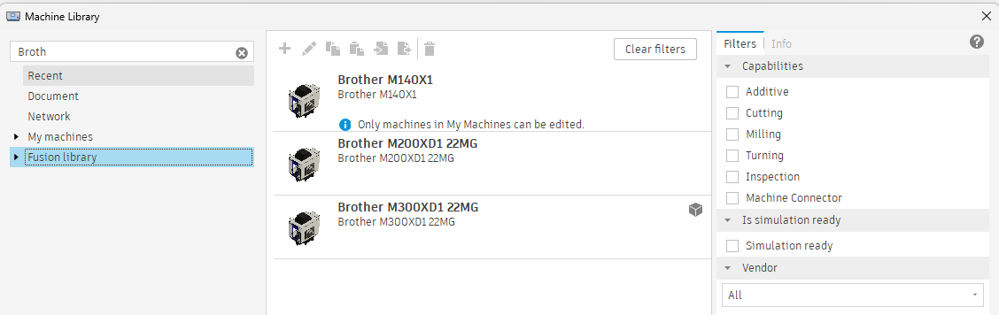 Machine Library
Broth
Recent
Document
Network
My machines
Fusion library
Clear filters
Brother M140X1
Brother M140X1
Only machines in My Machines can be edited.
Brother M200XD1 22MG
Brother M200XD1 22MG
Brother M300XD1 22MG
Brother M300XD1 22MG
Filters Info
Capabilities
Additive
Cutting
Milling
Turning
Inspection
Machine Connector
Is simulation ready
Simulation ready
Vendor
All